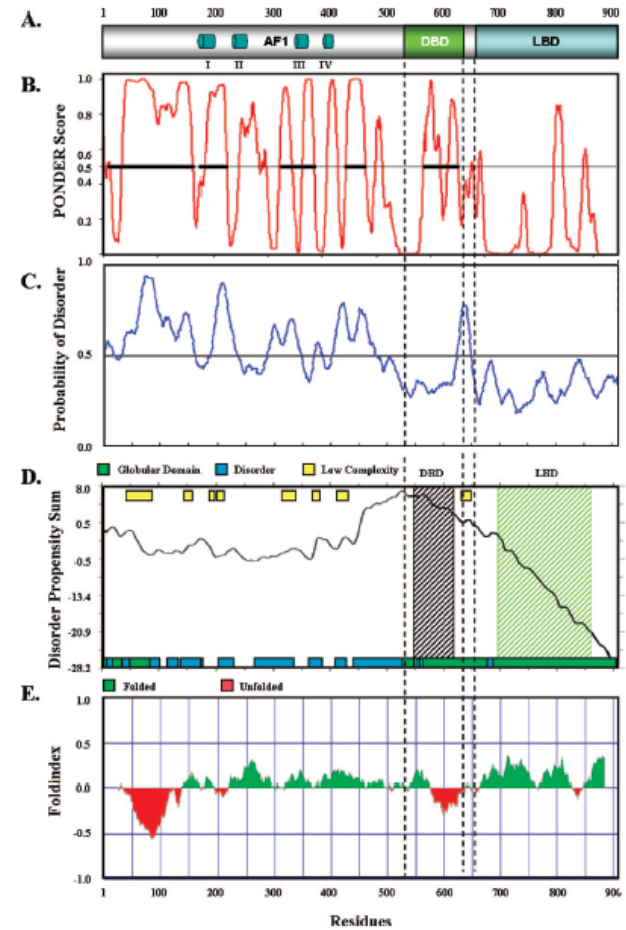 1 100 200 300 400 500 600 700 800 900
A.
AF1 DBD LBD
I II III IV
B.
1.0
0.8
0.6
0.5
0.4
0.2
PONDER Score
C.
1.0
0.5
0.0
Probability of Disorder
D.
Globular Domain. Disorder Low Complexity DBD LBD
8.0
0.5
-0.5
-13.4
-20.9
-28.2
Disorder Propensity Sum
E.
Folded Unfolded
1.0
0.5
0.0
-0.5
-1.0
Foldindex
1 100 200 300 400 500 600 700 800 90
Residues